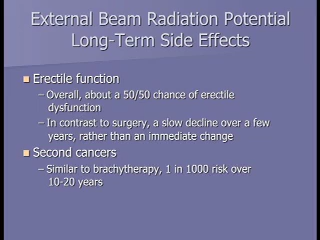 External Beam Radiation Potential
Long-Term Side Effects
Erectile function
– Overall, about a 50/50 chance of erectile
dysfunction
– In contrast to surgery, a slow decline over a few
years, rather than an immediate change
Second cancers
– Similar to brachytherapy, 1 in 1000 risk over
10-20 years